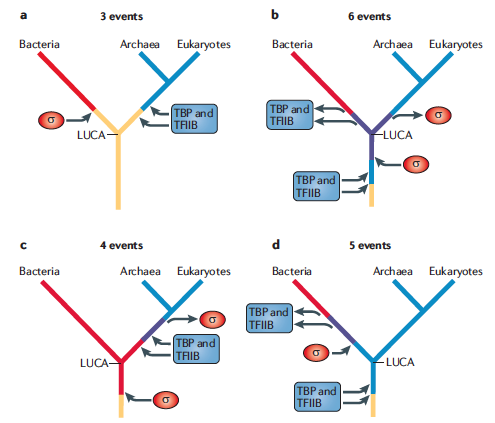 a 3 events
Bacteria Archaea Eukaryotes
σ
TBP and
TFIIB
LUCA
b 6 events
Bacteria Archaea Eukaryotes
TBP and
TFIIB
σ
LUCA
σ
TBP and
TFIIB
c 4 events
Bacteria Archaea Eukaryotes
σ
TBP and
TFIIB
LUCA
σ
d 5 events
Bacteria Archaea Eukaryotes
TBP and
TFIIB
σ
LUCA
TBP and
TFIIB